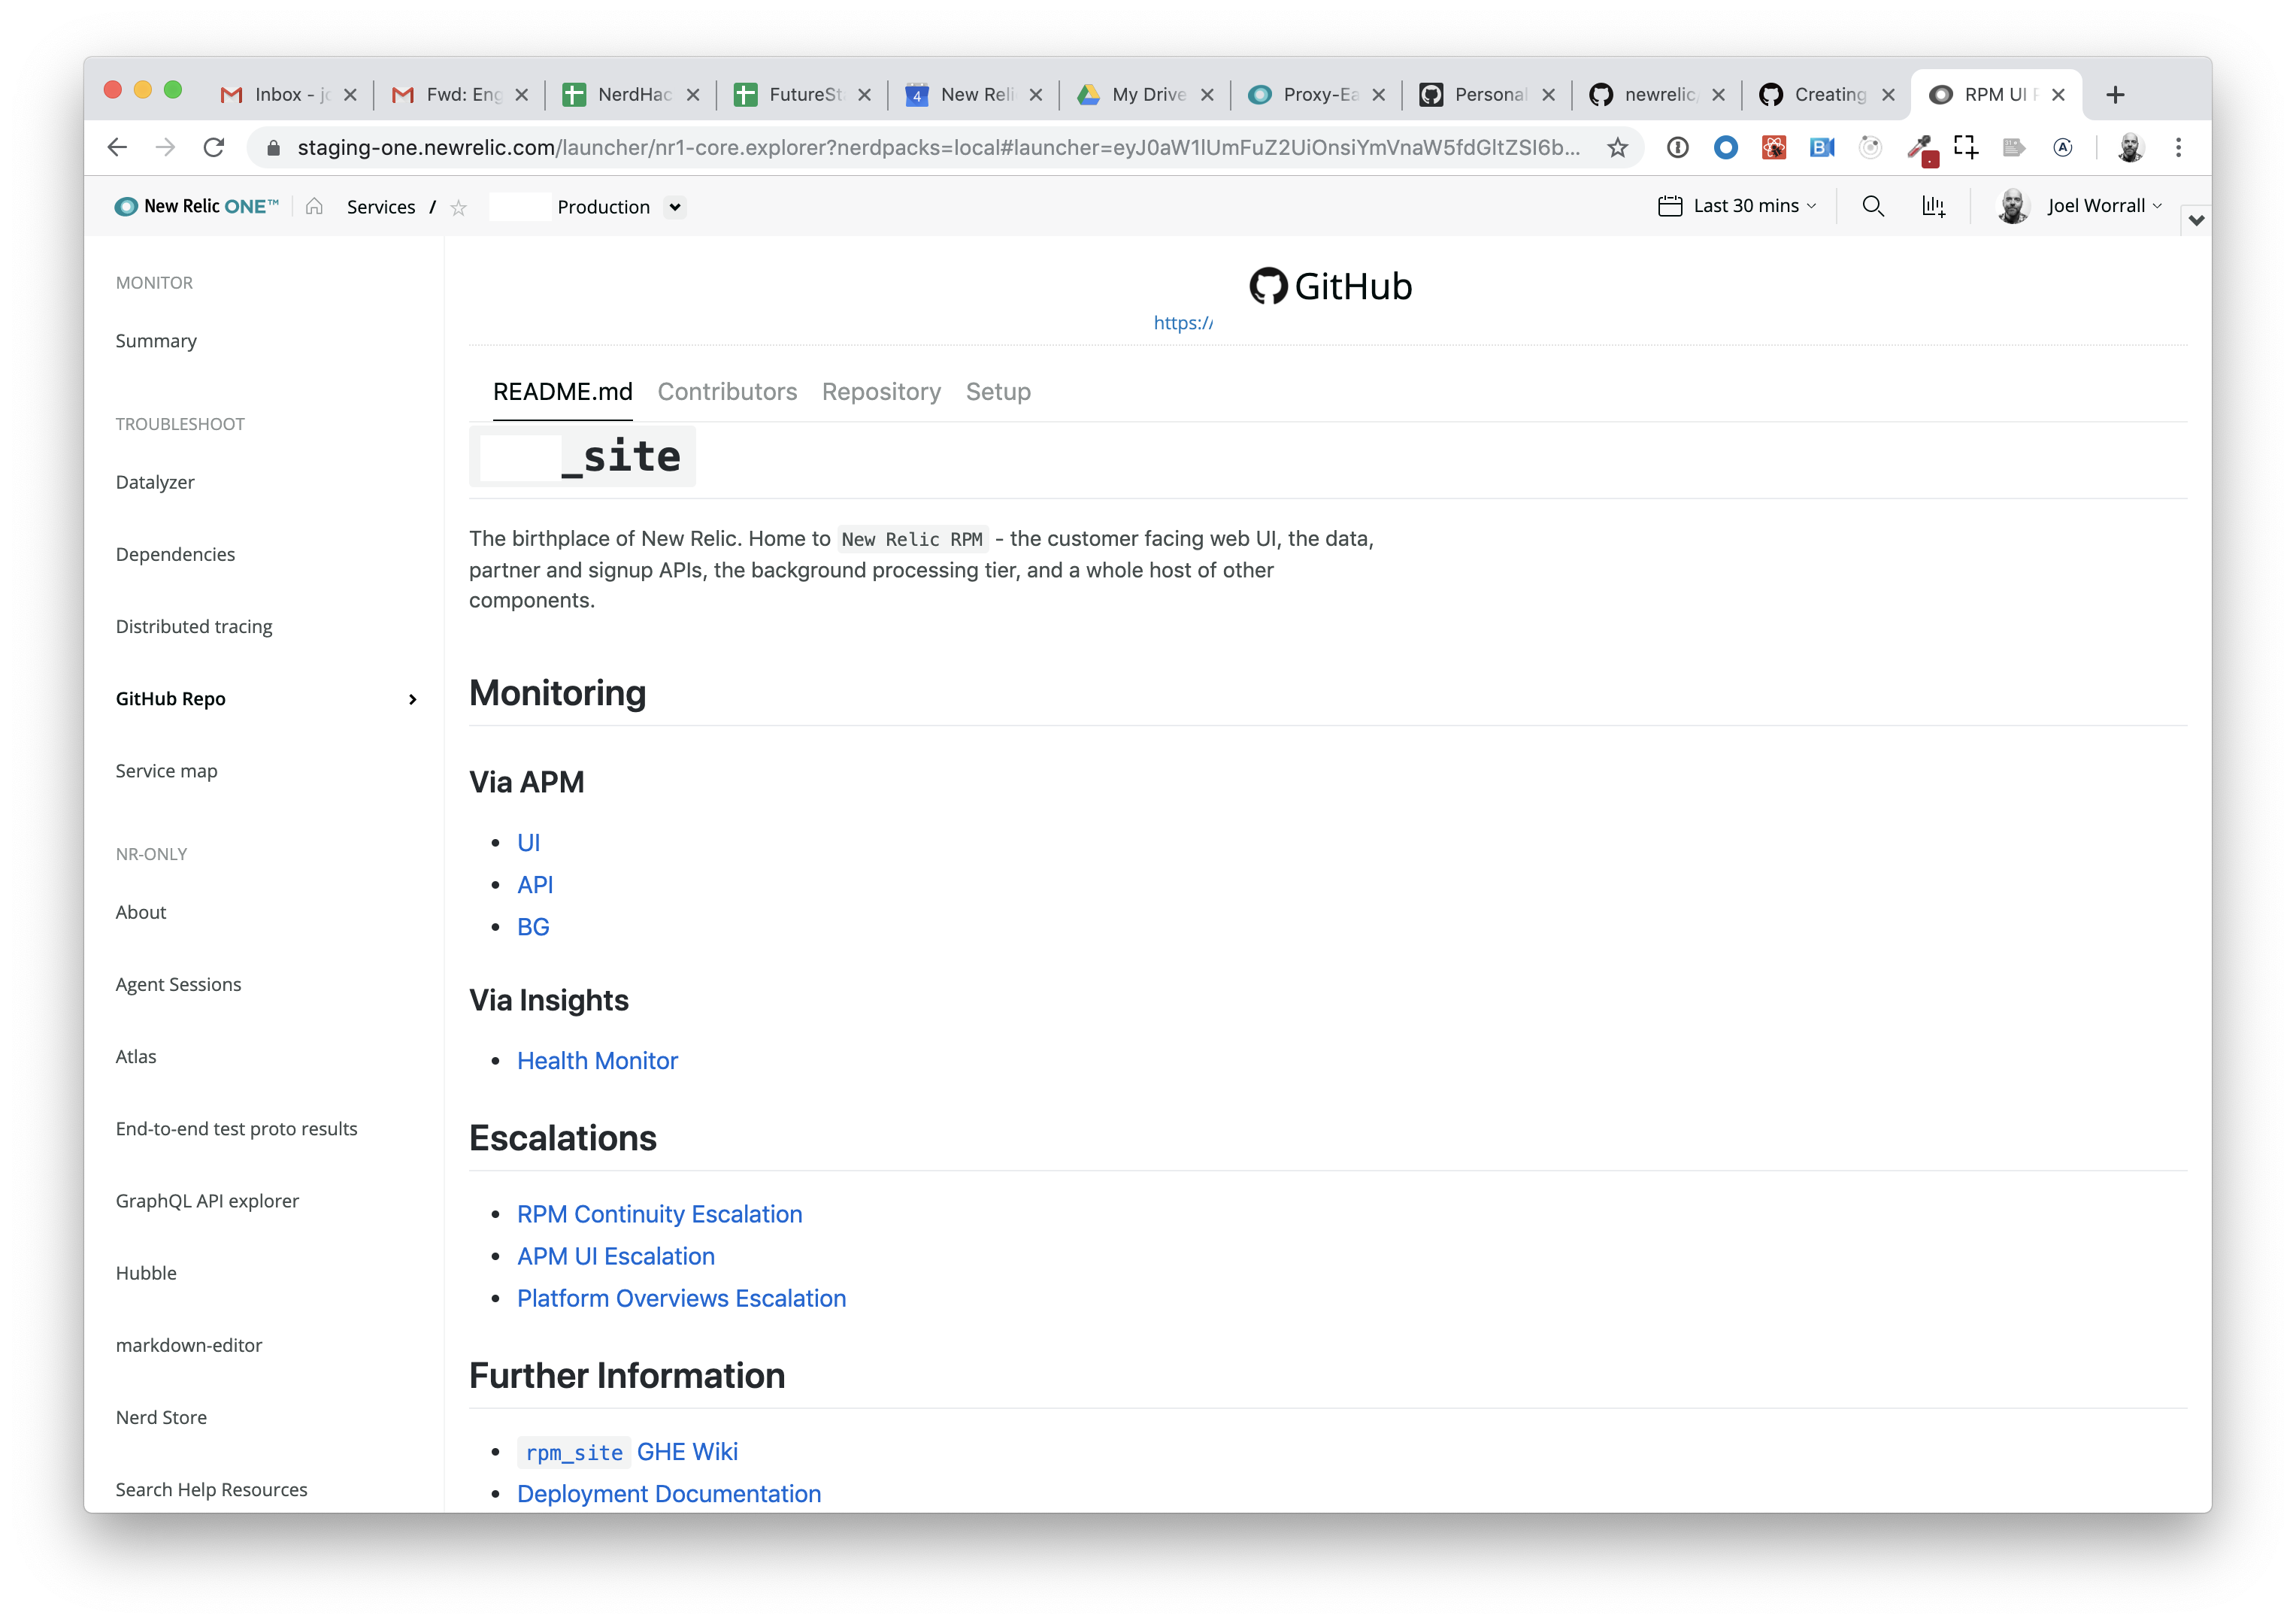 Inbox - jo
Fwd: Eng
NerdHac
FutureSt
New Reli
My Drive
Proxy-Ea
Personal
newrelic
Creating
RPM UI
staging-one.newrelic.com/launcher/nr1-core.explorer?nerdpacks=local#launcher=eyJ0aW1lUmFuZ2UiOnsiYmVnaW5fdGltZSI6b...
New Relic ONE™
Services /
Production
Last 30 mins
Joel Worrall
MONITOR
Summary
TROUBLESHOOT
Datalyzer
Dependencies
Distributed tracing
GitHub Repo
Service map
NR-ONLY
About
Agent Sessions
Atlas
End-to-end test proto results
GraphQL API explorer
Hubble
markdown-editor
Nerd Store
Search Help Resources
GitHub
https://
README.md Contributors Repository Setup
_site
The birthplace of New Relic. Home to New Relic RPM - the customer facing web UI, the data,
partner and signup APIs, the background processing tier, and a whole host of other
components.
Monitoring
Via APM
UI
API
BG
Via Insights
Health Monitor
Escalations
RPM Continuity Escalation
APM UI Escalation
Platform Overviews Escalation
Further Information
rpm_site GHE Wiki
Deployment Documentation